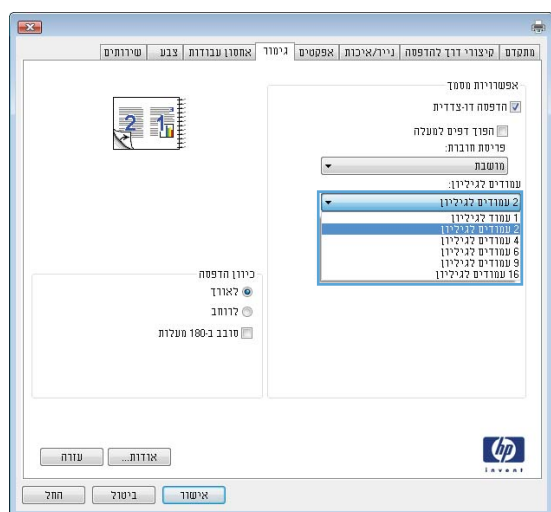 מתקדם קיצורי דרך להדפסה נייר/איכות אפקטים גימור אחסון עבודות צבע שירותים
אפשרויות מסמך
הדפסה דו-צדדית
הפוך דפים למעלה
פריסת חוברת:
מושבת
עמודים לגיליון:
2 עמודים לגיליון
1 עמוד לגיליון
2 עמודים לגיליון
4 עמודים לגיליון
6 עמודים לגיליון
9 עמודים לגיליון
16 עמודים לגיליון
2 1
כיוון הדפסה
לאורך
לרוחב
סובב ב-180 מעלות
hp
invent
אודות... עזרה
אישור ביטול החל